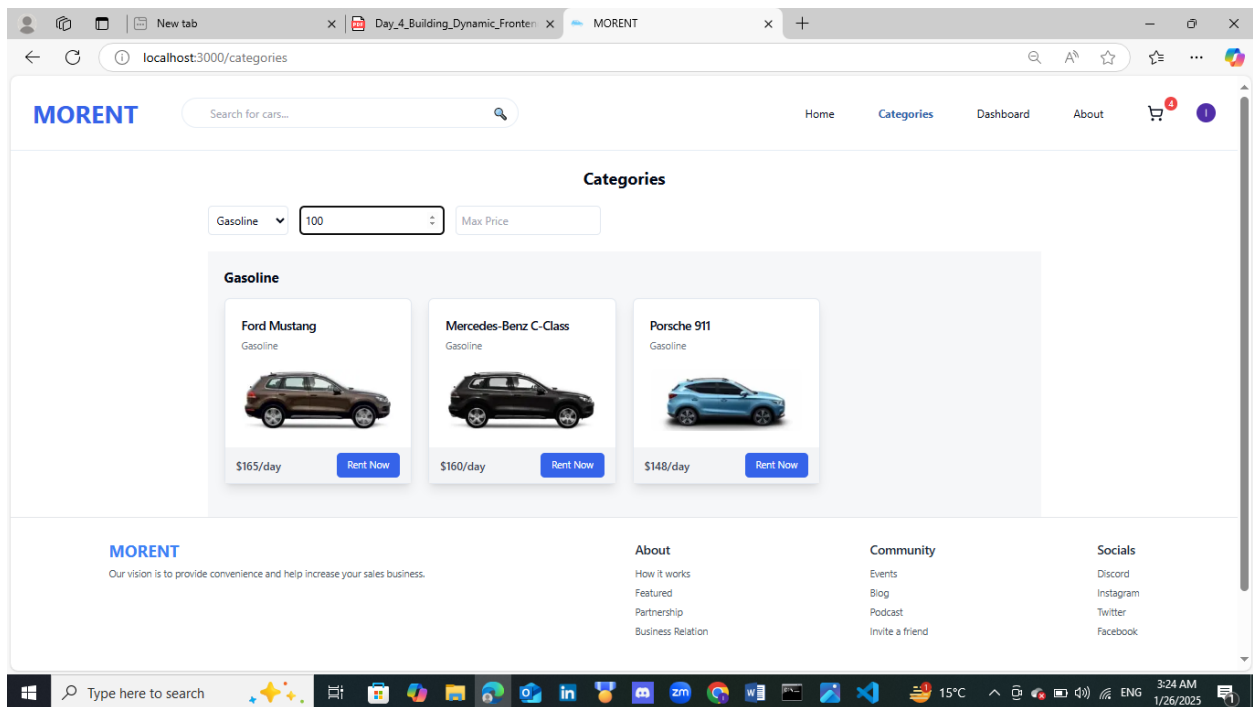 New tab
Day_4_Building_Dynamic_Fronten
MORENT
localhost:3000/categories
MORENT
Search for cars...
Home
Categories
Dashboard
About
4
I
Categories
Gasoline
100
Max Price
Gasoline
Ford Mustang
Gasoline
$165/day
Rent Now
Mercedes-Benz C-Class
Gasoline
$160/day
Rent Now
Porsche 911
Gasoline
$148/day
Rent Now
MORENT
Our vision is to provide convenience and help increase your sales business.
About
How it works
Featured
Partnership
Business Relation
Community
Events
Blog
Podcast
Invite a friend
Socials
Discord
Instagram
Twitter
Facebook
Type here to search
15°C
ENG
3:24 AM
1/26/2025